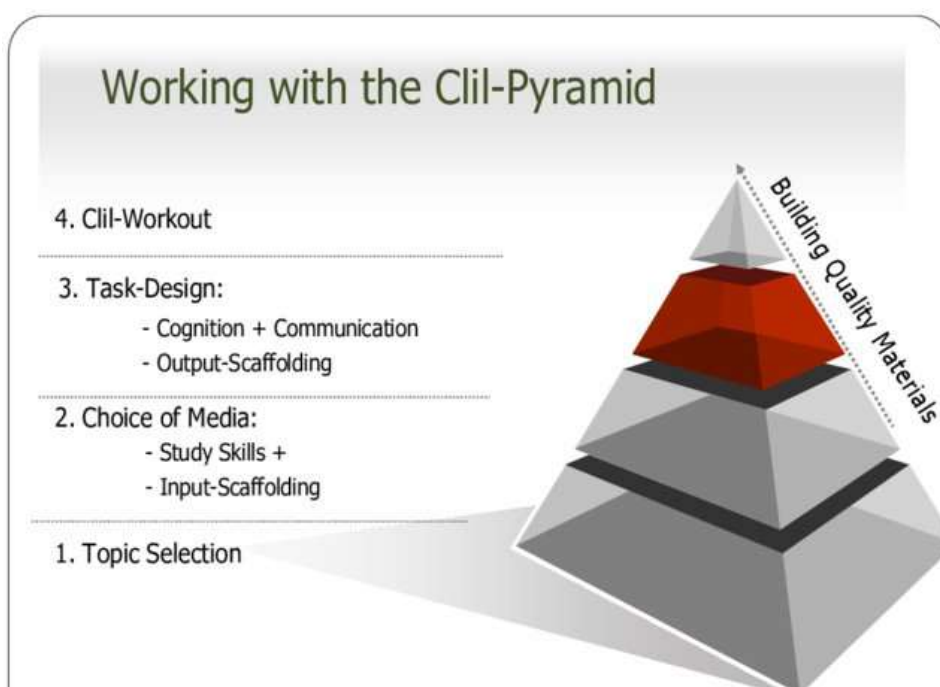 Working with the Clil-Pyramid
4. Clil-Workout
3. Task-Design:
- Cognition + Communication
- Output-Scaffolding
2. Choice of Media:
- Study Skills +
- Input-Scaffolding
1. Topic Selection
Building Quality Materials